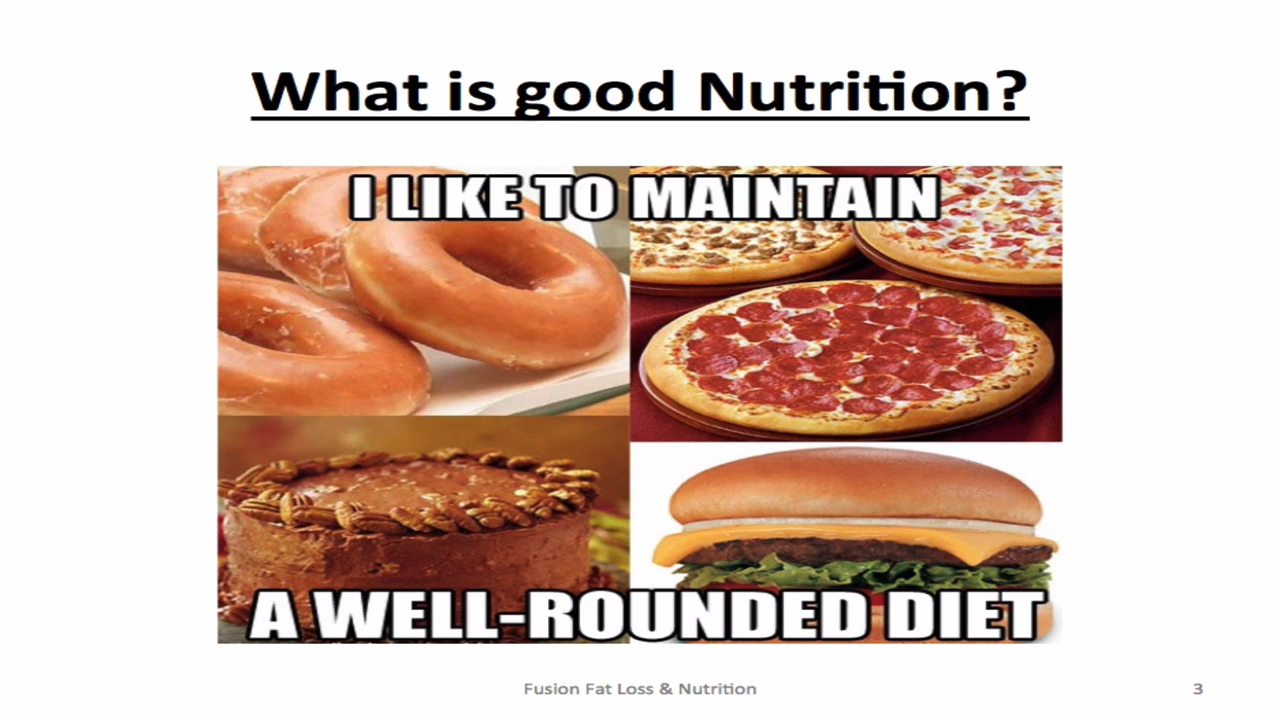 What is good Nutrition?
I LIKE TO MAINTAIN
A WELL-ROUNDED DIET
Fusion Fat Loss & Nutrition
3